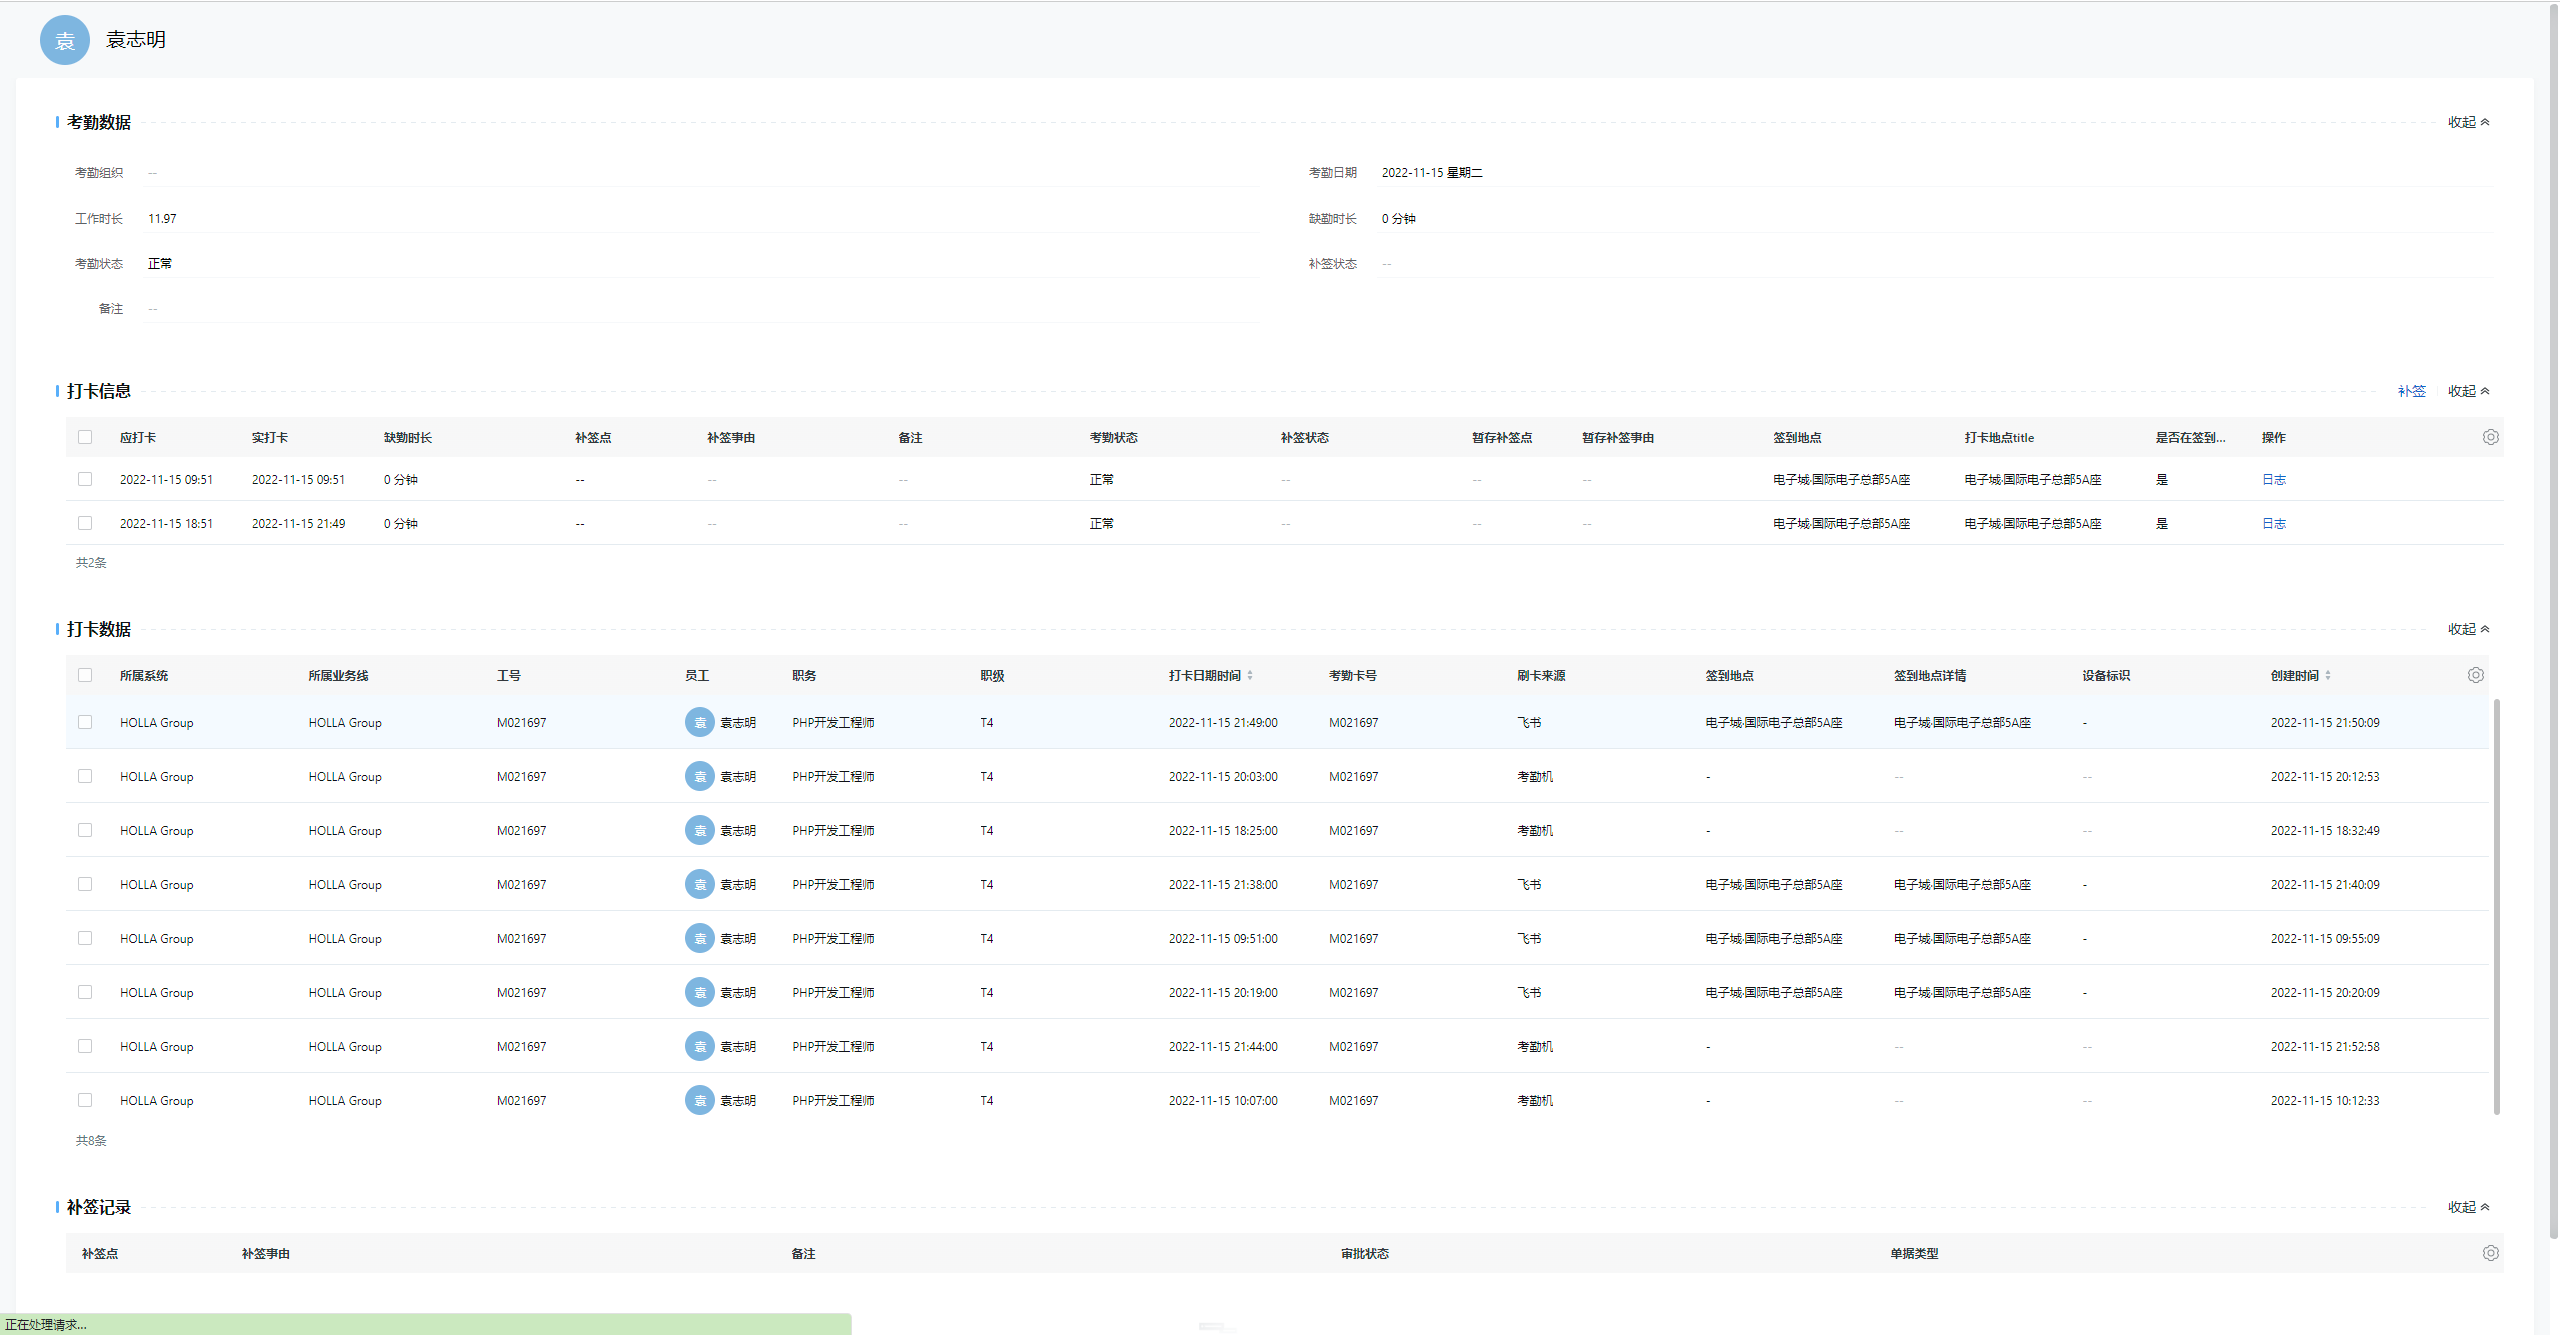 袁 袁志明
考勤数据 收起
考勤组织 -- 考勤日期 2022-11-15 星期二
工作时长 11.97 缺勤时长 0 分钟
考勤状态 正常 补签状态 --
备注 --
打卡信息 补签 收起
应打卡 实打卡 缺勤时长 补签点 补签事由 备注 考勤状态 补签状态 暂存补签点 暂存补签事由 签到地点 打卡地点title 是否在签到... 操作
2022-11-15 09:51 2022-11-15 09:51 0 分钟 -- -- -- 正常 -- -- -- 电子城·国际电子总部5A座 电子城·国际电子总部5A座 是 日志
2022-11-15 18:51 2022-11-15 21:49 0 分钟 -- -- -- 正常 -- -- -- 电子城·国际电子总部5A座 电子城·国际电子总部5A座 是 日志
共2条
打卡数据 收起
所属系统 所属业务线 工号 员工 职务 职级 打卡日期时间 考勤卡号 刷卡来源 签到地点 签到地点详情 设备标识 创建时间
HOLLA Group HOLLA Group M021697 袁 袁志明 PHP开发工程师 T4 2022-11-15 21:49:00 M021697 飞书 电子城·国际电子总部5A座 电子城·国际电子总部5A座 - 2022-11-15 21:50:09
HOLLA Group HOLLA Group M021697 袁 袁志明 PHP开发工程师 T4 2022-11-15 20:03:00 M021697 考勤机 - -- -- 2022-11-15 20:12:53
HOLLA Group HOLLA Group M021697 袁 袁志明 PHP开发工程师 T4 2022-11-15 18:25:00 M021697 考勤机 - -- -- 2022-11-15 18:32:49
HOLLA Group HOLLA Group M021697 袁 袁志明 PHP开发工程师 T4 2022-11-15 21:38:00 M021697 飞书 电子城·国际电子总部5A座 电子城·国际电子总部5A座 - 2022-11-15 21:40:09
HOLLA Group HOLLA Group M021697 袁 袁志明 PHP开发工程师 T4 2022-11-15 09:51:00 M021697 飞书 电子城·国际电子总部5A座 电子城·国际电子总部5A座 - 2022-11-15 09:55:09
HOLLA Group HOLLA Group M021697 袁 袁志明 PHP开发工程师 T4 2022-11-15 20:19:00 M021697 飞书 电子城·国际电子总部5A座 电子城·国际电子总部5A座 - 2022-11-15 20:20:09
HOLLA Group HOLLA Group M021697 袁 袁志明 PHP开发工程师 T4 2022-11-15 21:44:00 M021697 考勤机 - -- -- 2022-11-15 21:52:58
HOLLA Group HOLLA Group M021697 袁 袁志明 PHP开发工程师 T4 2022-11-15 10:07:00 M021697 考勤机 - -- -- 2022-11-15 10:12:33
共8条
补签记录 收起
补签点 补签事由 备注 审批状态 单据类型
正在处理请求...